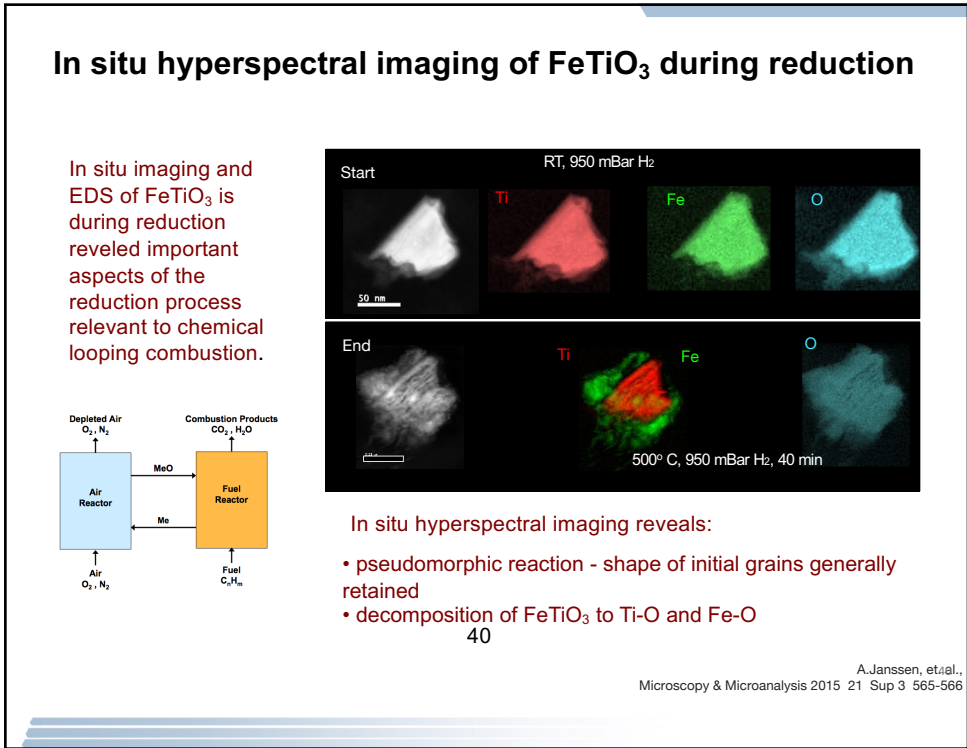 In situ hyperspectral imaging of FeTiO₃ during reduction
In situ imaging and
EDS of FeTiO₃ is
during reduction
reveled important
aspects of the
reduction process
relevant to chemical
looping combustion.
RT, 950 mBar H₂
Start
Ti
Fe
O
50 nm
End
Ti
Fe
O
500º C, 950 mBar H₂, 40 min
Depleted Air
O₂ , N₂
Combustion Products
CO₂ , H₂O
MeO
Air
Reactor
Fuel
Reactor
Me
Air
O₂ , N₂
Fuel
CₙHₘ
In situ hyperspectral imaging reveals:
• pseudomorphic reaction - shape of initial grains generally
retained
• decomposition of FeTiO₃ to Ti-O and Fe-O
40
A.Janssen, et.al.,
Microscopy & Microanalysis 2015 21 Sup 3 565-566